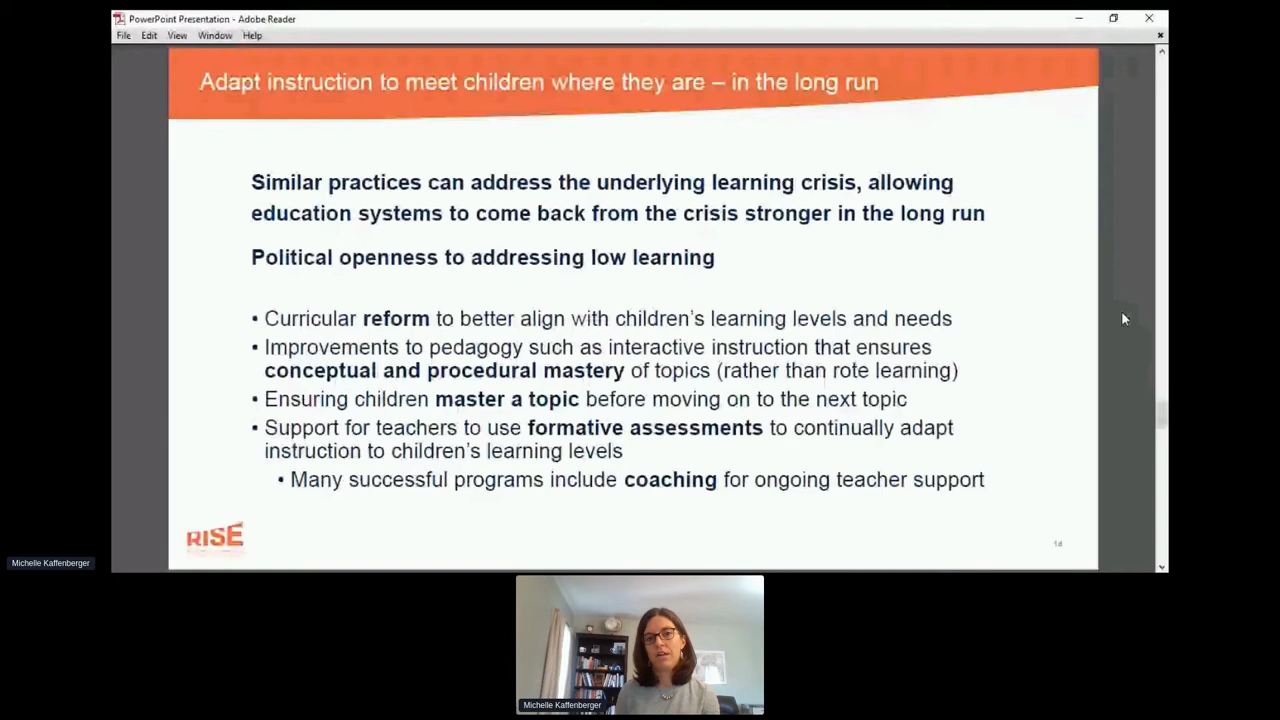 PowerPoint Presentation - Adobe Reader
File Edit View Window Help
Adapt instruction to meet children where they are – in the long run
Similar practices can address the underlying learning crisis, allowing
education systems to come back from the crisis stronger in the long run
Political openness to addressing low learning
• Curricular reform to better align with children's learning levels and needs
• Improvements to pedagogy such as interactive instruction that ensures
conceptual and procedural mastery of topics (rather than rote learning)
• Ensuring children master a topic before moving on to the next topic
• Support for teachers to use formative assessments to continually adapt
instruction to children's learning levels
• Many successful programs include coaching for ongoing teacher support
RISE
14
Michelle Kaffenberger
Michelle Kaffenberger